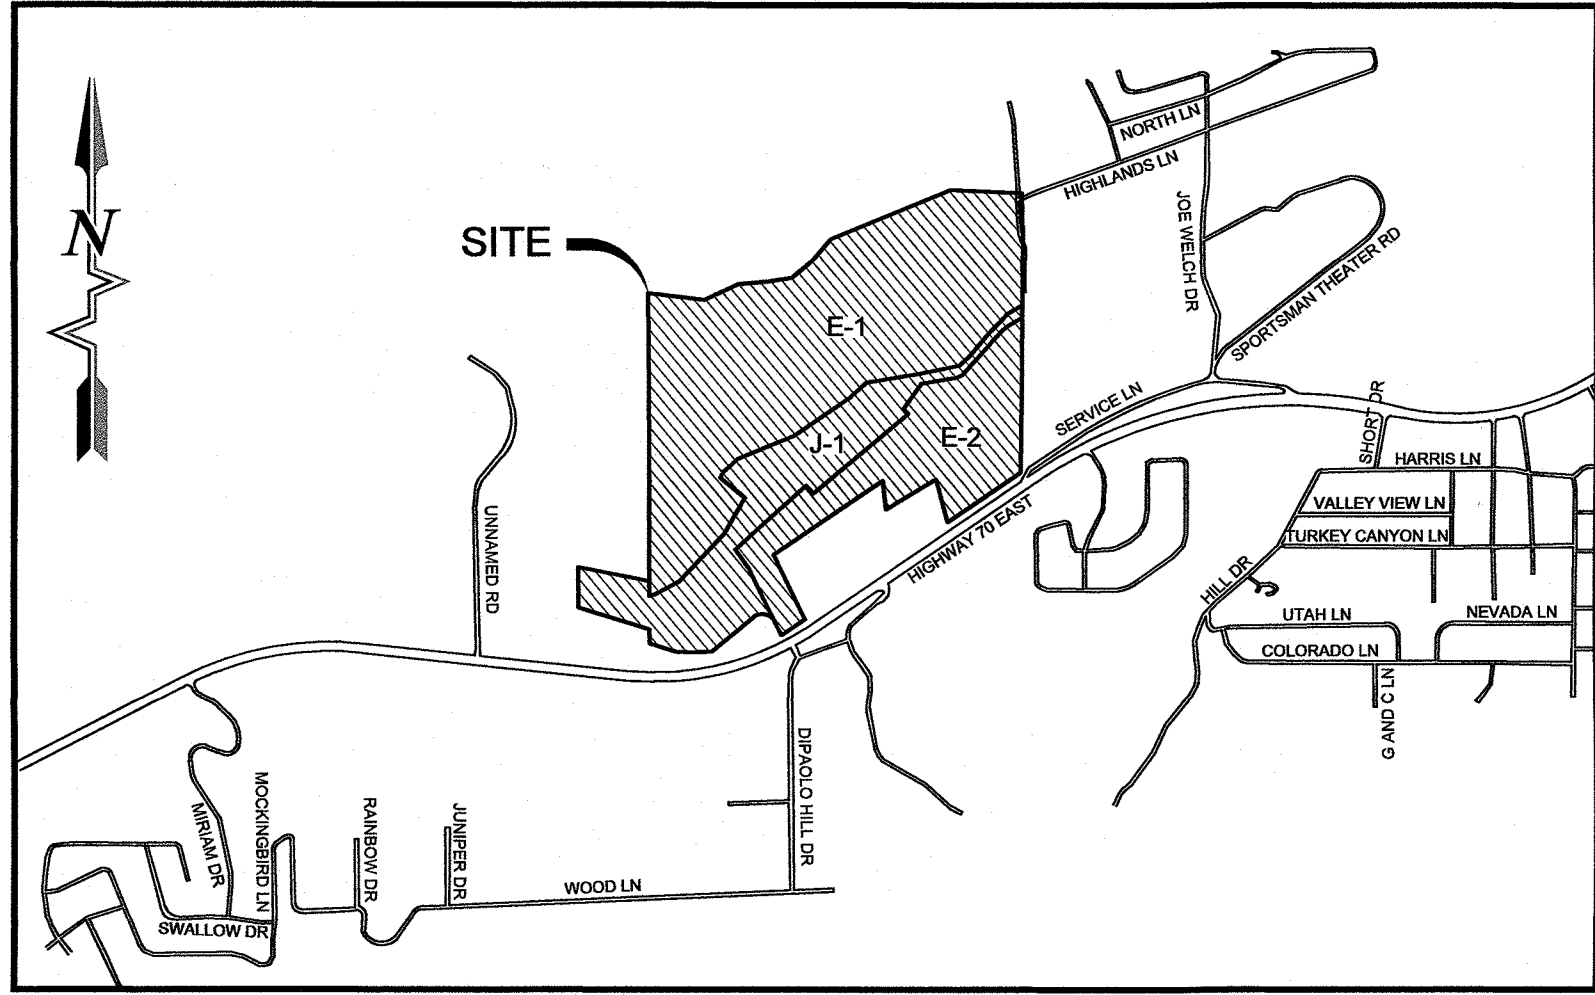 NORTH LN
HIGHLANDS LN
N
SITE
JOE WELCH DR
SPORTSMAN THEATER RD
E-1
SERVICE LN
SHORT DR
J-1
E-2
HARRIS LN
UNNAMED RD
VALLEY VIEW LN
HIGHWAY 70 EAST
TURKEY CANYON LN
HILL DR
UTAH LN
NEVADA LN
COLORADO LN
G AND C LN
DIPAOLO HILL DR
MIRIAM DR
MOCKINGBIRD LN
RAINBOW DR
JUNIPER DR
WOOD LN
SWALLOW DR